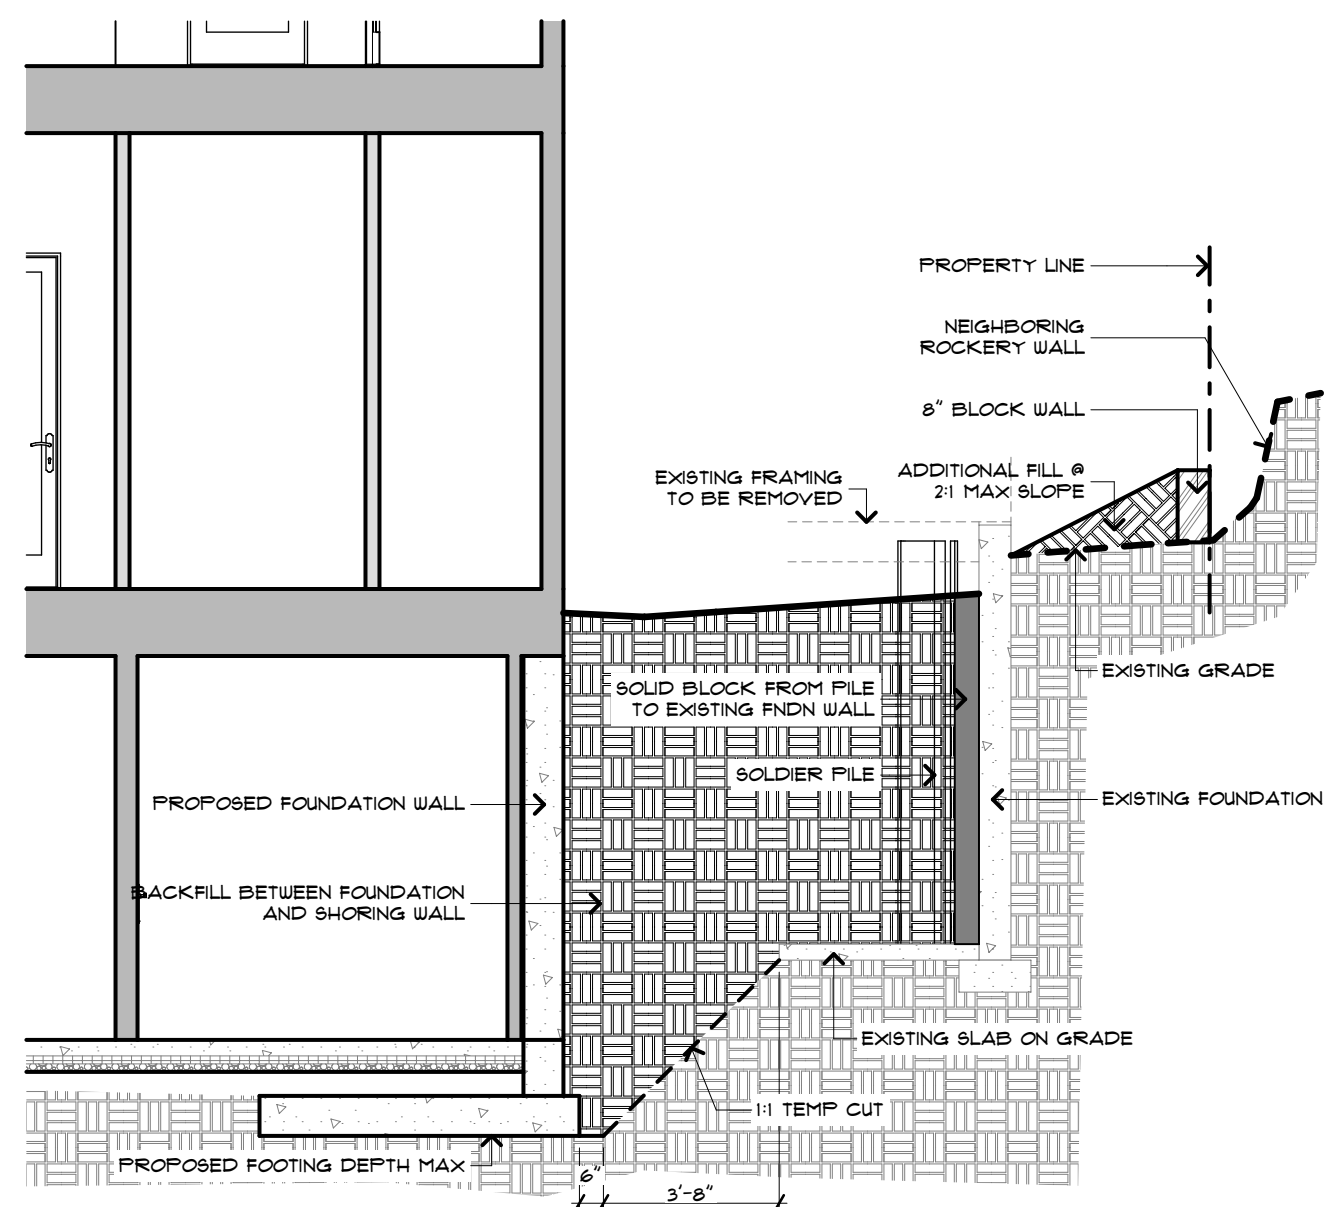 PROPERTY LINE
NEIGHBORING
ROCKERY WALL
8" BLOCK WALL
ADDITIONAL FILL @
2:1 MAX SLOPE
EXISTING FRAMING
TO BE REMOVED
EXISTING GRADE
SOLID BLOCK FROM PILE
TO EXISTING FNDN WALL
SOLDIER PILE
PROPOSED FOUNDATION WALL
EXISTING FOUNDATION
BACKFILL BETWEEN FOUNDATION
AND SHORING WALL
EXISTING SLAB ON GRADE
1:1 TEMP CUT
PROPOSED FOOTING DEPTH MAX
6"
3'-8"